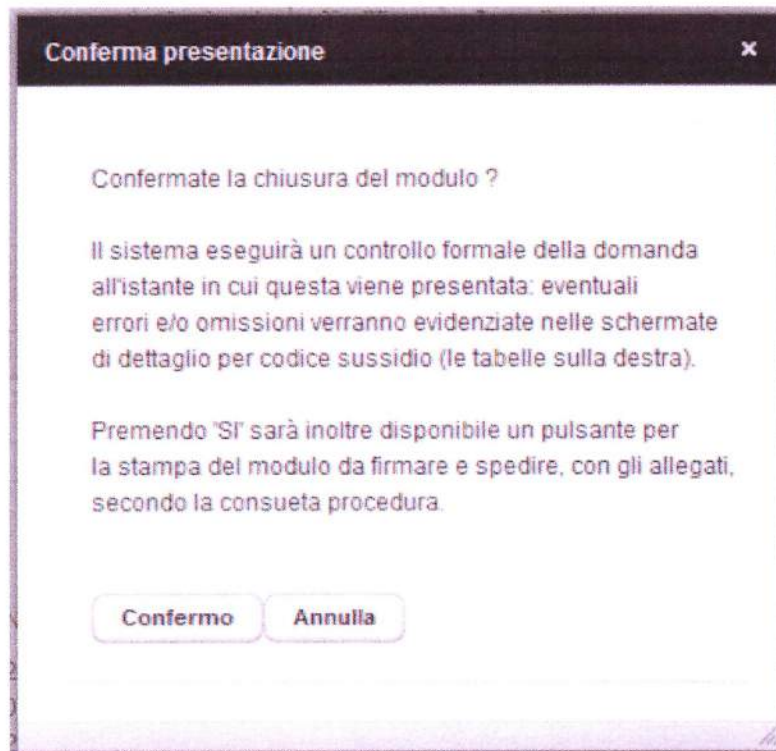 Conferma presentazione ×
Confermate la chiusura del modulo ?
Il sistema eseguirà un controllo formale della domanda
all'istante in cui questa viene presentata: eventuali
errori e/o omissioni verranno evidenziate nelle schermate
di dettaglio per codice sussidio (le tabelle sulla destra).
Premendo 'SI' sarà inoltre disponibile un pulsante per
la stampa del modulo da firmare e spedire, con gli allegati,
secondo la consueta procedura.
Confermo Annulla